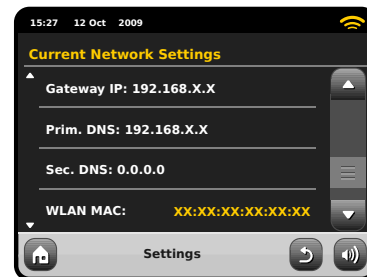 15:27 12 Oct 2009
Current Network Settings
Gateway IP: 192.168.X.X
Prim. DNS: 192.168.X.X
Sec. DNS: 0.0.0.0
WLAN MAC: XX:XX:XX:XX:XX:XX
Settings